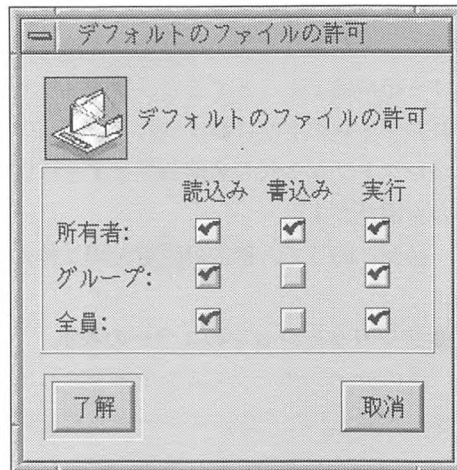 デフォルトのファイルの許可
デフォルトのファイルの許可
読込み 書込み 実行
所有者:
グループ:
全員:
了解 取消